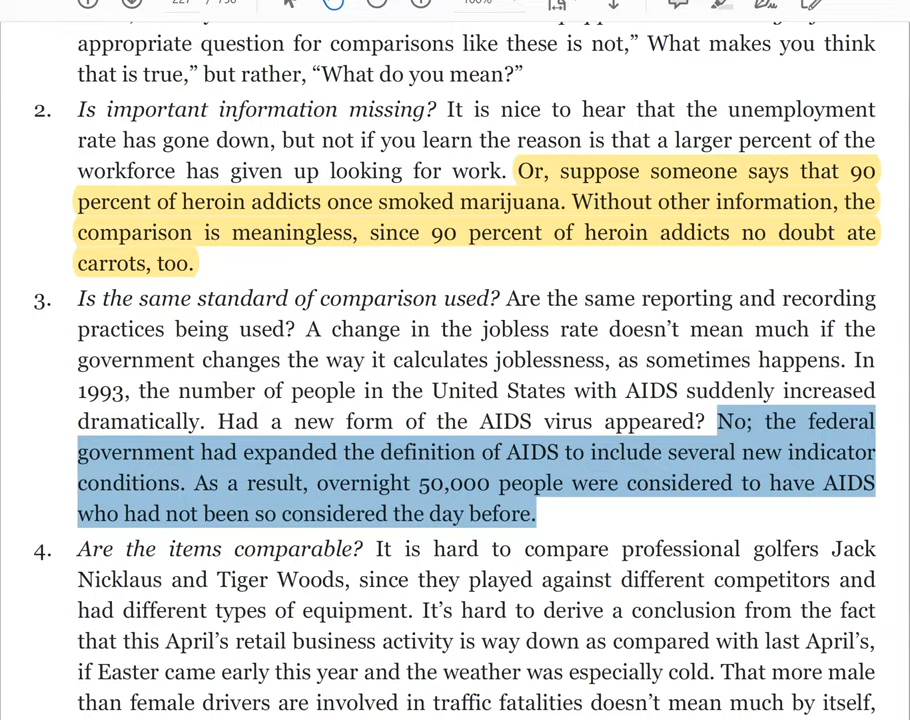 appropriate question for comparisons like these is not,” What makes you think
that is true,” but rather, “What do you mean?”
2. Is important information missing? It is nice to hear that the unemployment
rate has gone down, but not if you learn the reason is that a larger percent of the
workforce has given up looking for work. Or, suppose someone says that 90
percent of heroin addicts once smoked marijuana. Without other information, the
comparison is meaningless, since 90 percent of heroin addicts no doubt ate
carrots, too.
3. Is the same standard of comparison used? Are the same reporting and recording
practices being used? A change in the jobless rate doesn’t mean much if the
government changes the way it calculates joblessness, as sometimes happens. In
1993, the number of people in the United States with AIDS suddenly increased
dramatically. Had a new form of the AIDS virus appeared? No; the federal
government had expanded the definition of AIDS to include several new indicator
conditions. As a result, overnight 50,000 people were considered to have AIDS
who had not been so considered the day before.
4. Are the items comparable? It is hard to compare professional golfers Jack
Nicklaus and Tiger Woods, since they played against different competitors and
had different types of equipment. It’s hard to derive a conclusion from the fact
that this April’s retail business activity is way down as compared with last April’s,
if Easter came early this year and the weather was especially cold. That more male
than female drivers are involved in traffic fatalities doesn’t mean much by itself,